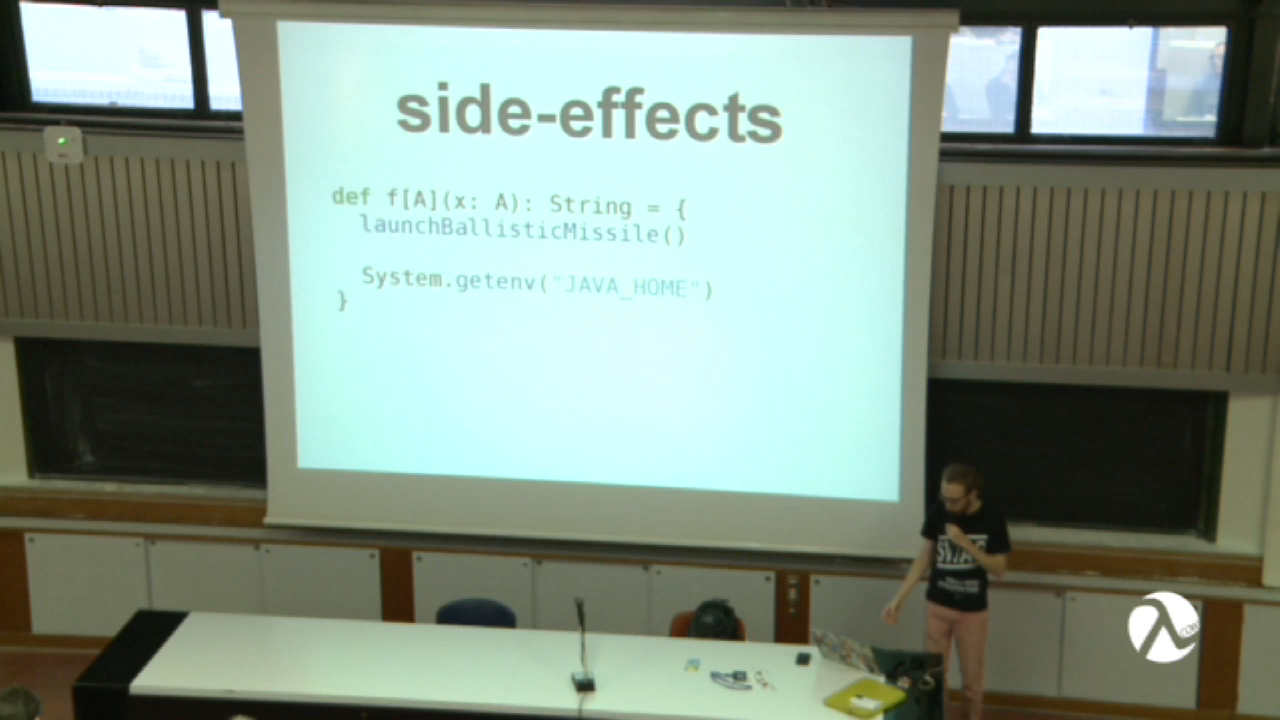 side-effects
def f[A](x: A): String = {
launchBallisticMissile()
System.getenv("JAVA_HOME")
}
λ